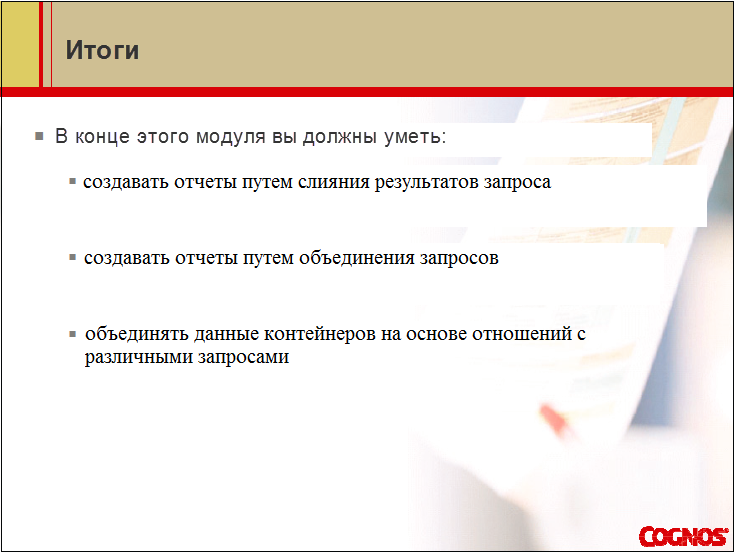 Итоги
В конце этого модуля вы должны уметь:
создавать отчеты путем слияния результатов запроса
создавать отчеты путем объединения запросов
объединять данные контейнеров на основе отношений с
различными запросами
COGNOS